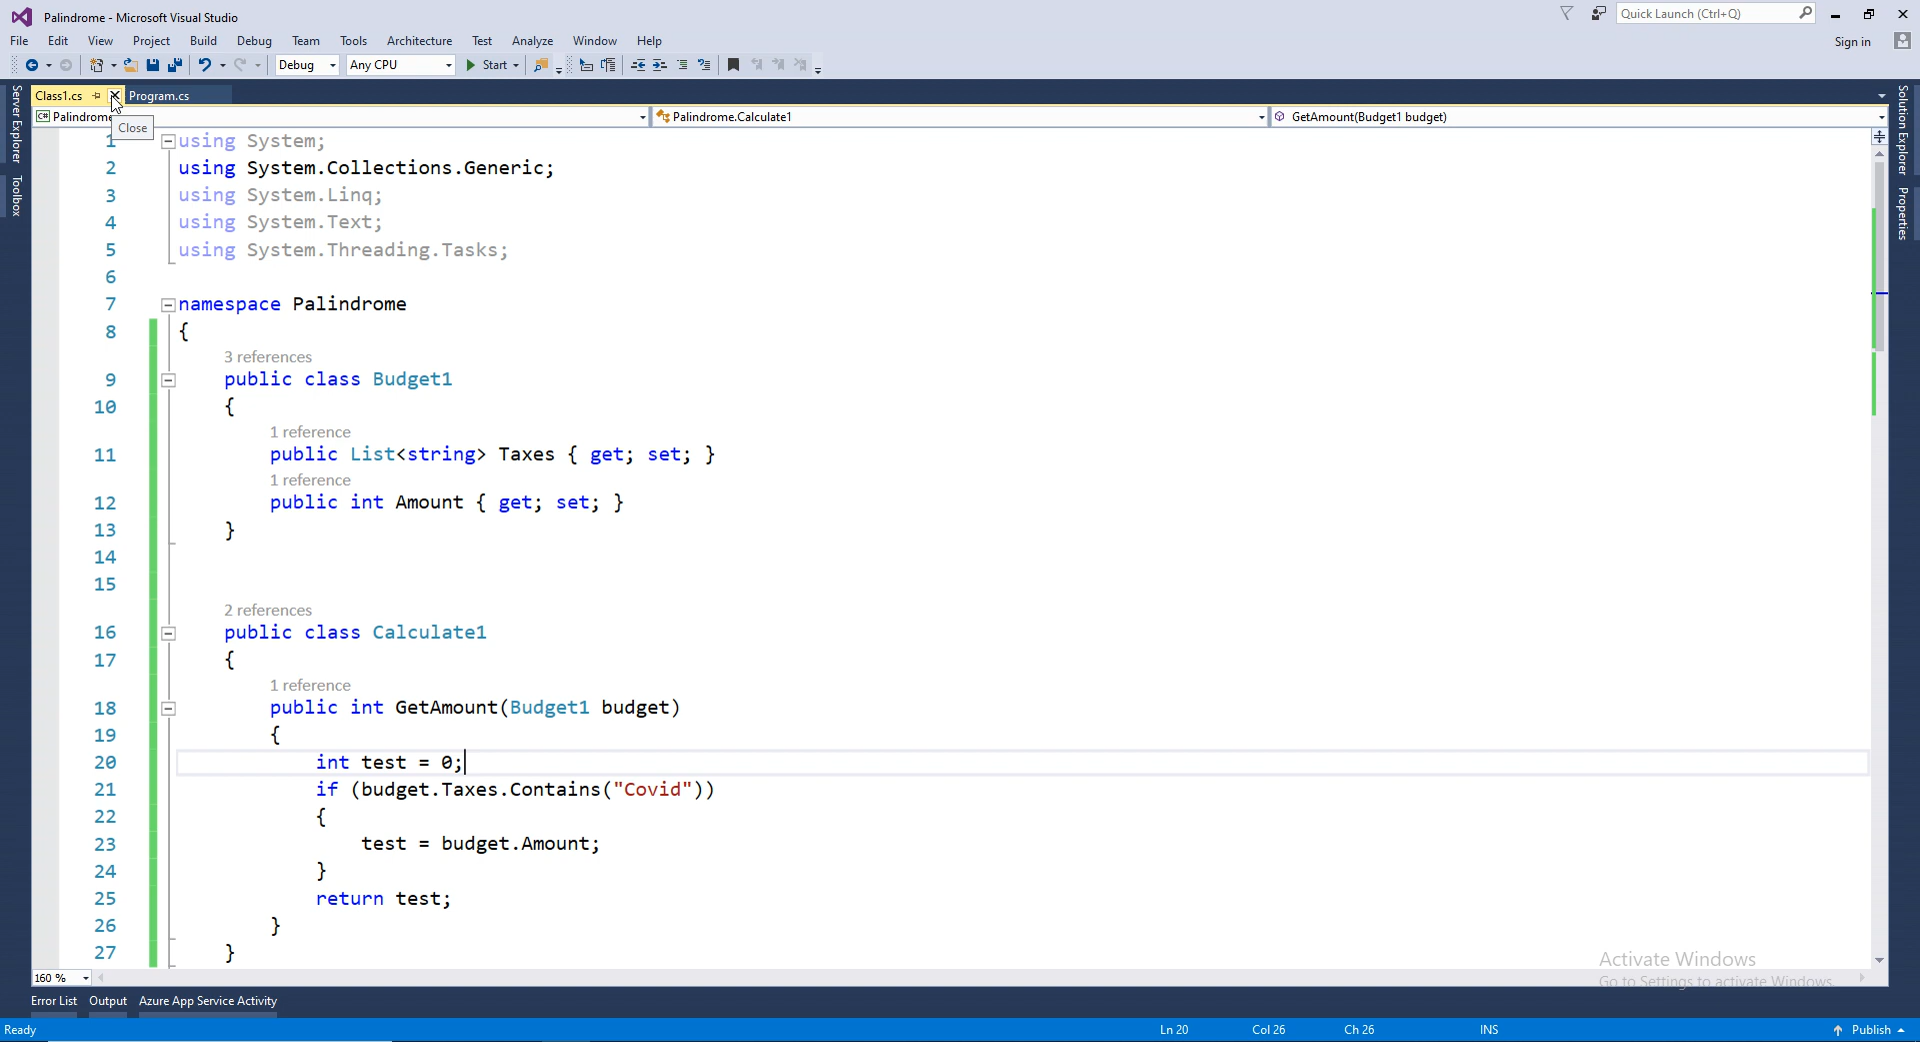 Palindrome - Microsoft Visual Studio
Quick Launch (Ctrl+Q)
File Edit View Project Build Debug Team Tools Architecture Test Analyze Window Help
Sign in
Debug Any CPU Start
Class1.cs Program.cs
C# Palindrome Palindrome.Calculate1 GetAmount(Budget1 budget)
Close
Server Explorer
Toolbox
Solution Explorer
Properties
1 using System;
2 using System.Collections.Generic;
3 using System.Linq;
4 using System.Text;
5 using System.Threading.Tasks;
6
7 namespace Palindrome
8 {
3 references
9 public class Budget1
10 {
1 reference
11 public List<string> Taxes { get; set; }
1 reference
12 public int Amount { get; set; }
13 }
14
15
2 references
16 public class Calculate1
17 {
1 reference
18 public int GetAmount(Budget1 budget)
19 {
20 int test = 0;
21 if (budget.Taxes.Contains("Covid"))
22 {
23 test = budget.Amount;
24 }
25 return test;
26 }
27 }
Activate Windows
Go to Settings to activate Windows.
160 %
Error List Output Azure App Service Activity
Ready Ln 20 Col 26 Ch 26 INS Publish